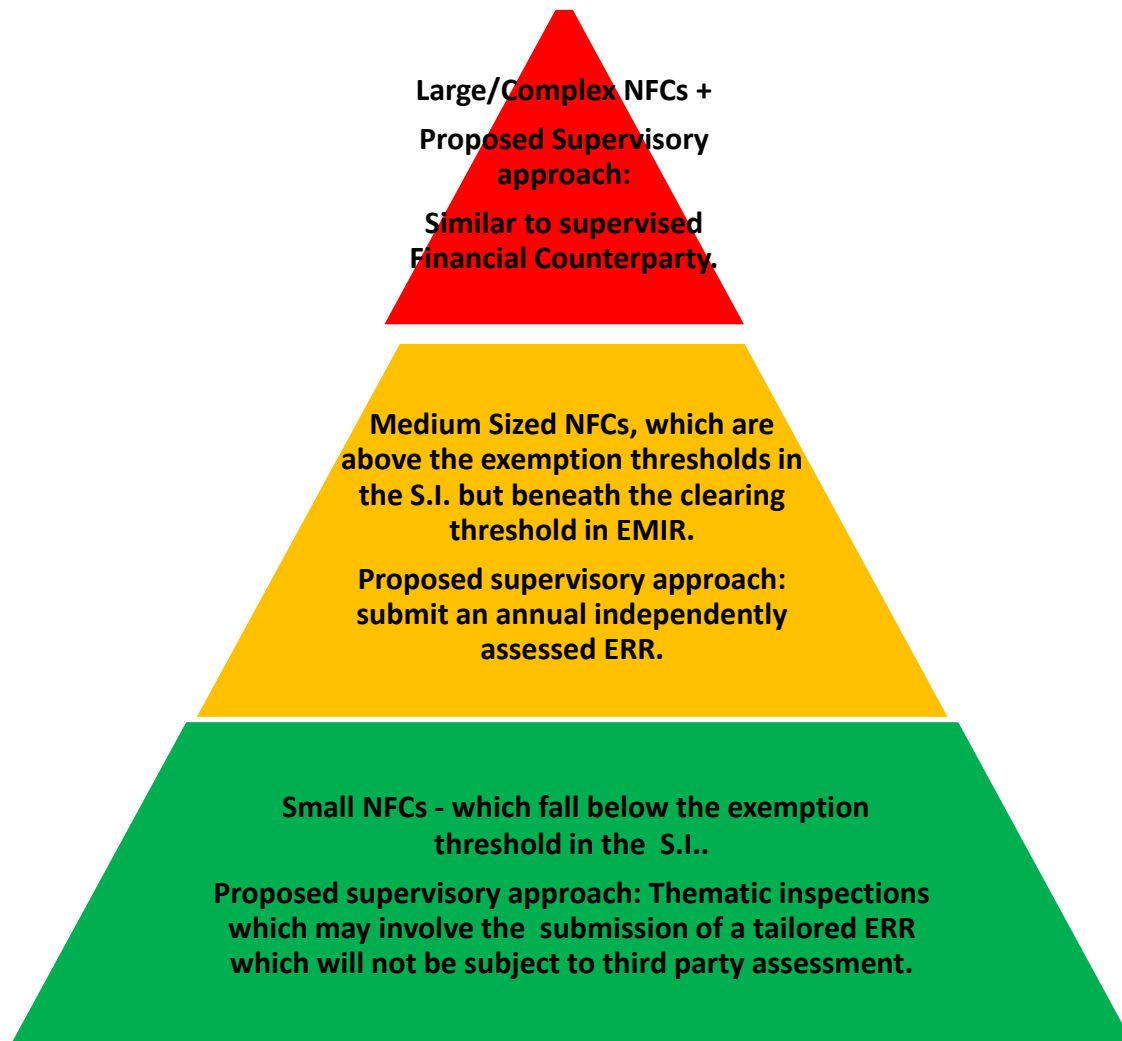 Large/Complex NFCs +
Proposed Supervisory
approach:
Similar to supervised
Financial Counterparty.
Medium Sized NFCs, which are
above the exemption thresholds in
the S.I. but beneath the clearing
threshold in EMIR.
Proposed supervisory approach:
submit an annual independently
assessed ERR.
Small NFCs - which fall below the exemption
threshold in the  S.I..
Proposed supervisory approach: Thematic inspections
which may involve the  submission of a tailored ERR
which will not be subject to third party assessment.